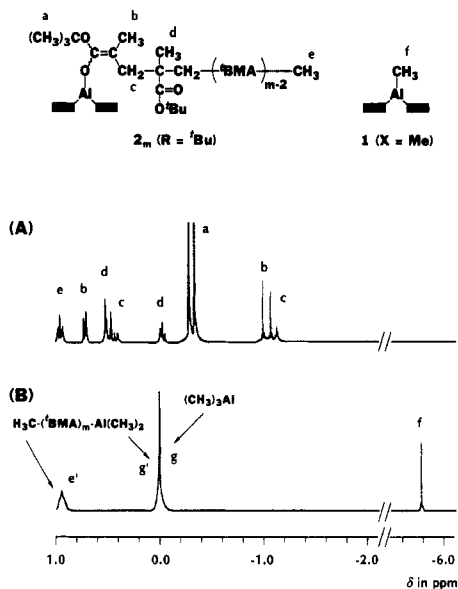 a
b
(CH₃)₃CO
CH₃
d
C=C
CH₃
e
f
O
CH₂-C-CH₂-(ᵗBMA)m-2-CH₃
CH₃
Al
c
C=O
Al
OᵗBu
2m (R = ᵗBu)
1 (X = Me)
(A)
a
e
b
d
c
d
b
c
(B)
(CH₃)₃Al
H₃C-(ᵗBMA)m-Al(CH₃)₂
f
e'
g'
g
1.0
0.0
-1.0
-2.0
-6.0
δ in ppm